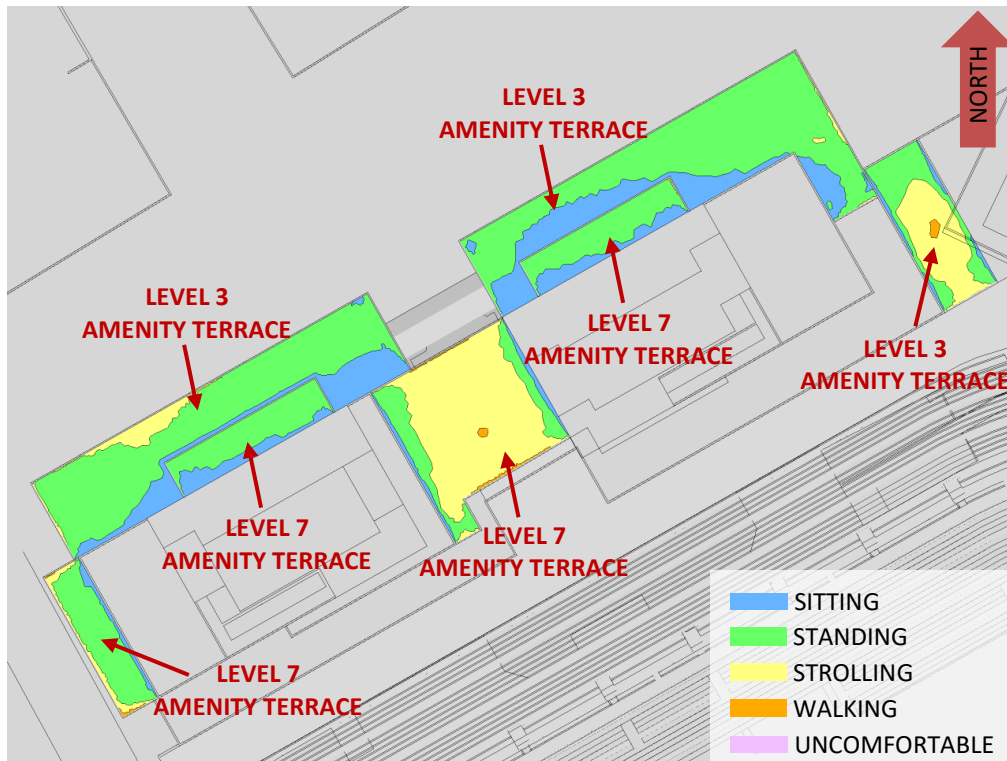 NORTH
LEVEL 3
AMENITY TERRACE
LEVEL 3
AMENITY TERRACE
LEVEL 7
AMENITY TERRACE
LEVEL 3
AMENITY TERRACE
LEVEL 7
AMENITY TERRACE
LEVEL 7
AMENITY TERRACE
LEVEL 7
AMENITY TERRACE
SITTING
STANDING
STROLLING
WALKING
UNCOMFORTABLE